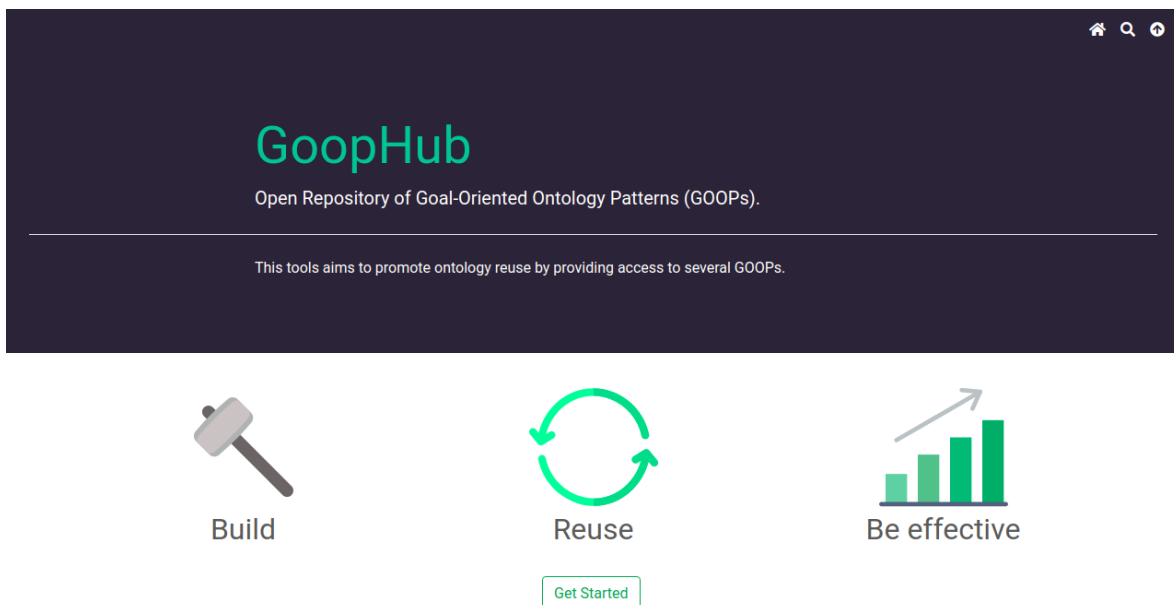 GoopHub
Open Repository of Goal-Oriented Ontology Patterns (GOOPs).
This tools aims to promote ontology reuse by providing access to several GOOPs.
Build
Reuse
Be effective
Get Started